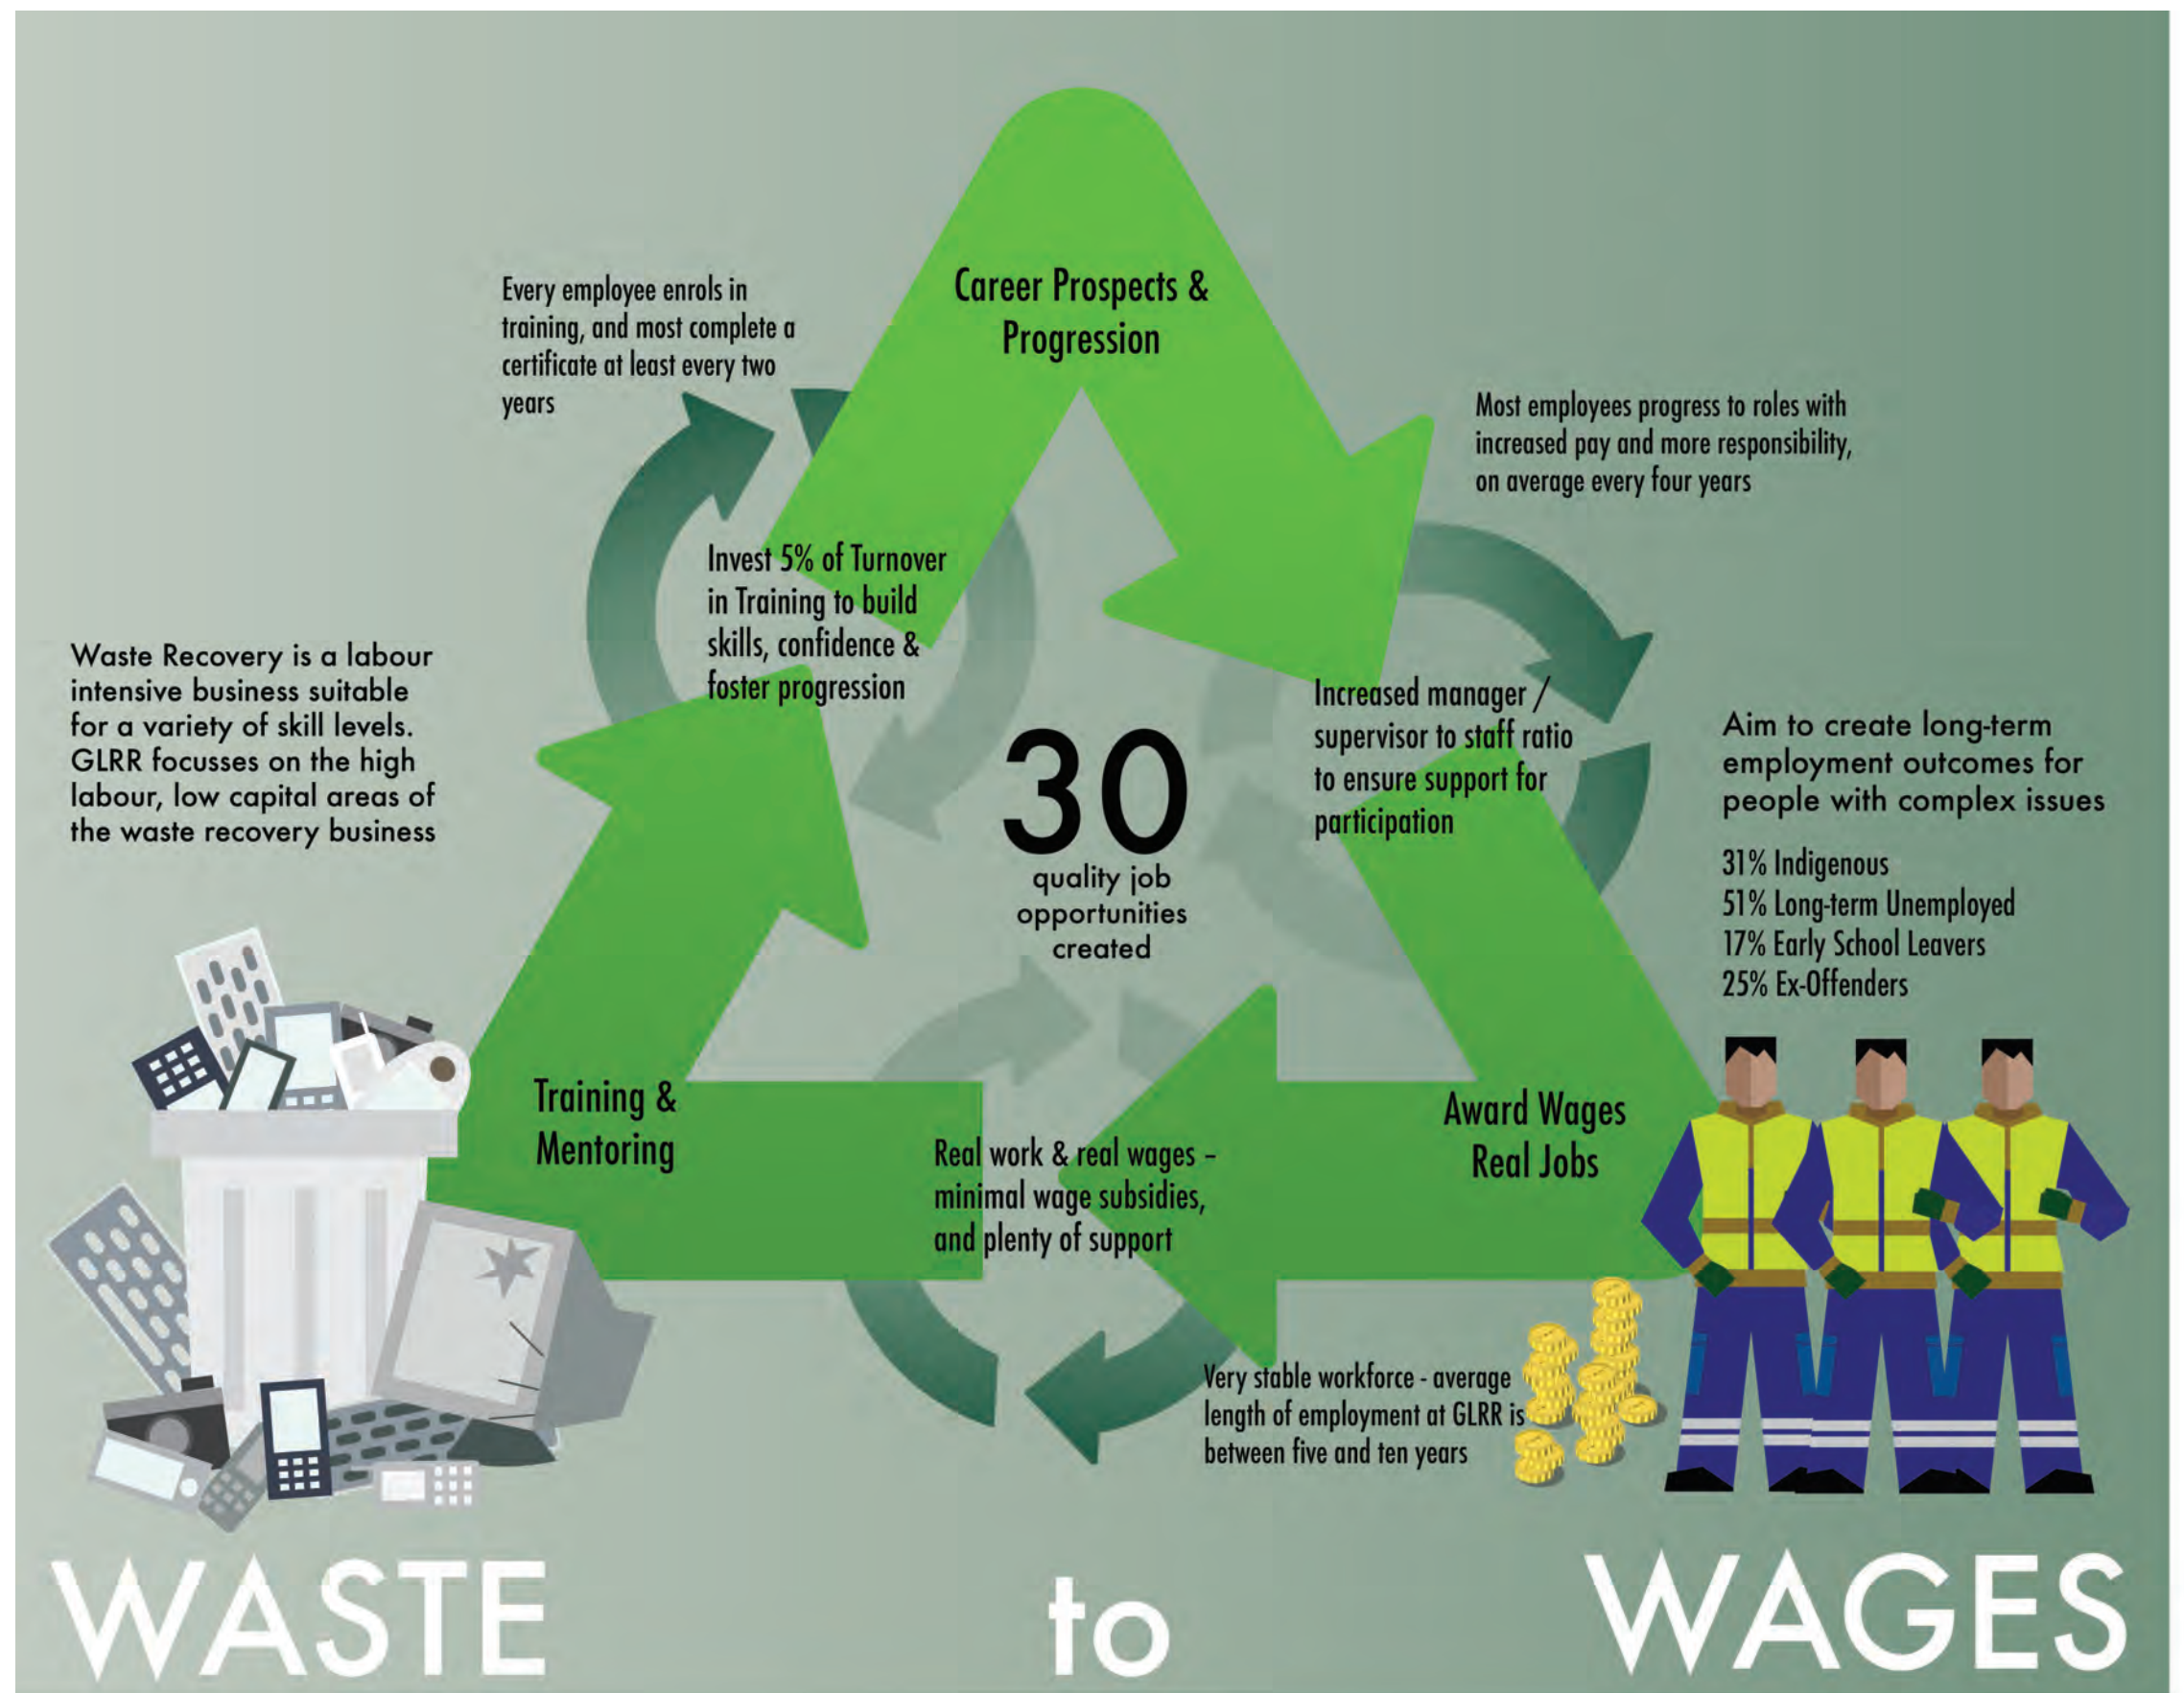 Career Prospects &
Progression
Every employee enrols in
training, and most complete a
certificate at least every two
years
Most employees progress to roles with
increased pay and more responsibility,
on average every four years
Invest 5% of Turnover
in Training to build
skills, confidence &
foster progression
Waste Recovery is a labour
intensive business suitable
for a variety of skill levels.
GLRR focusses on the high
labour, low capital areas of
the waste recovery business
30
quality job
opportunities
created
Increased manager /
supervisor to staff ratio
to ensure support for
participation
Aim to create long-term
employment outcomes for
people with complex issues
31% Indigenous
51% Long-term Unemployed
17% Early School Leavers
25% Ex-Offenders
Training &
Mentoring
Real work & real wages –
minimal wage subsidies,
and plenty of support
Award Wages
Real Jobs
Very stable workforce - average
length of employment at GLRR is
between five and ten years
WASTE
to
WAGES